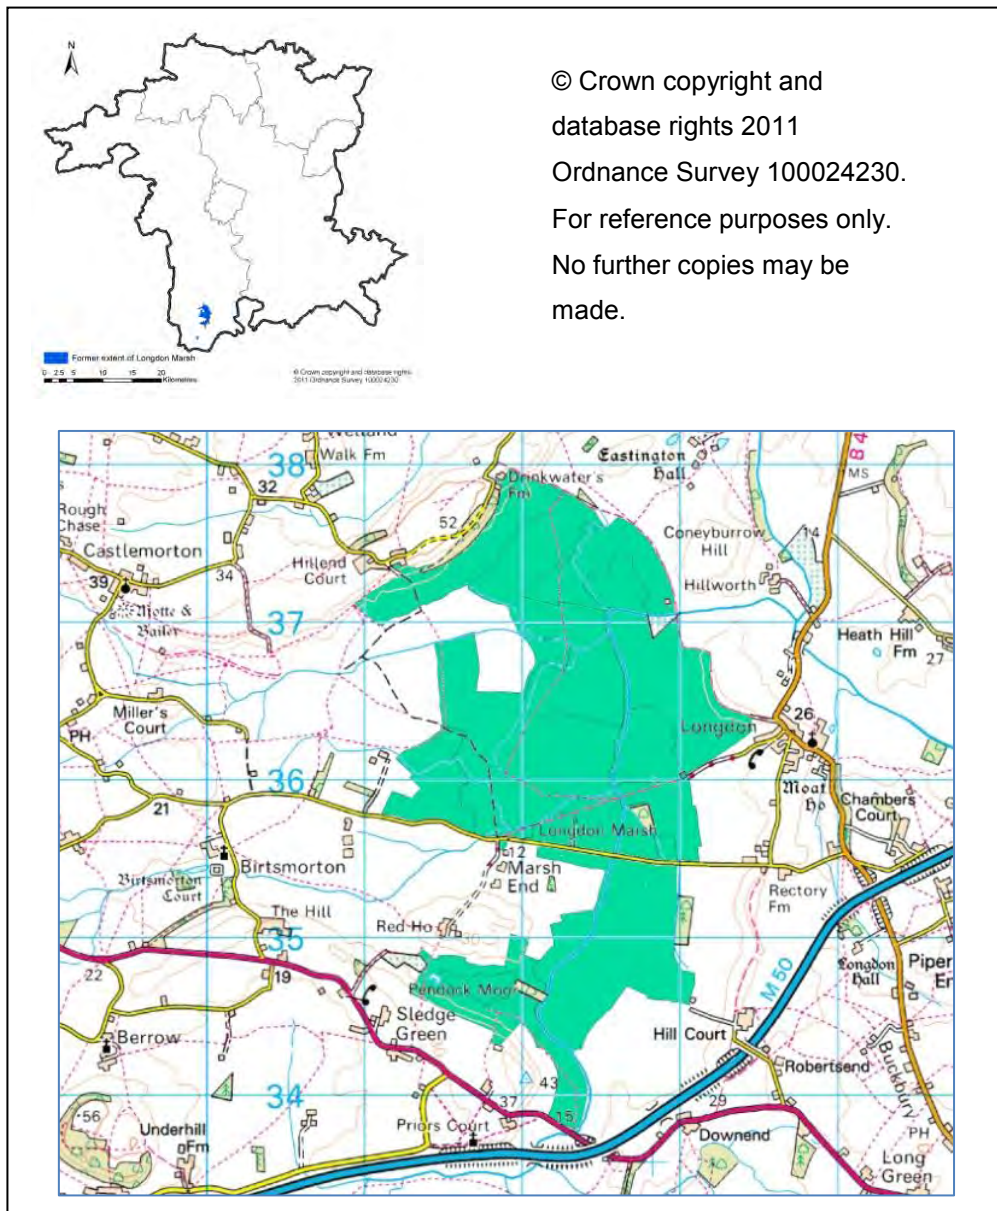 N
© Crown copyright and
database rights 2011
Ordnance Survey 100024230.
For reference purposes only.
No further copies may be
made.
Former extent of Longdon Marsh
0 2.5 5 10 15 20
Kilometres
© Crown copyright and database rights
2011 Ordnance Survey 100024230
Walk Fm
38
Drinkwater's
Fm
Eastington
Hall
B4
MS
32
Rough
Chase
52
Coneyburrow
Hill
14
Castlemorton
Hillend
Court
39
34
Hillworth
Motte &
Bailey
37
Heath Hill
Fm
27
Miller's
Court
Longdon
26
PH
36
Moat
Ho
Chambers
Court
21
Longdon Marsh
12
Marsh
End
Birtsmorton
Birtsmorton
Court
Rectory
Fm
The Hill
Red Ho
30
35
M 50
22
19
Pendock Moor
Longdon
Hall
Piper
En
Sledge
Green
Hill Court
Berrow
Robertsend
Buckbury
34
43
37
29
15
56
Priors Court
Underhill
Fm
Downend
PH
Long
Green